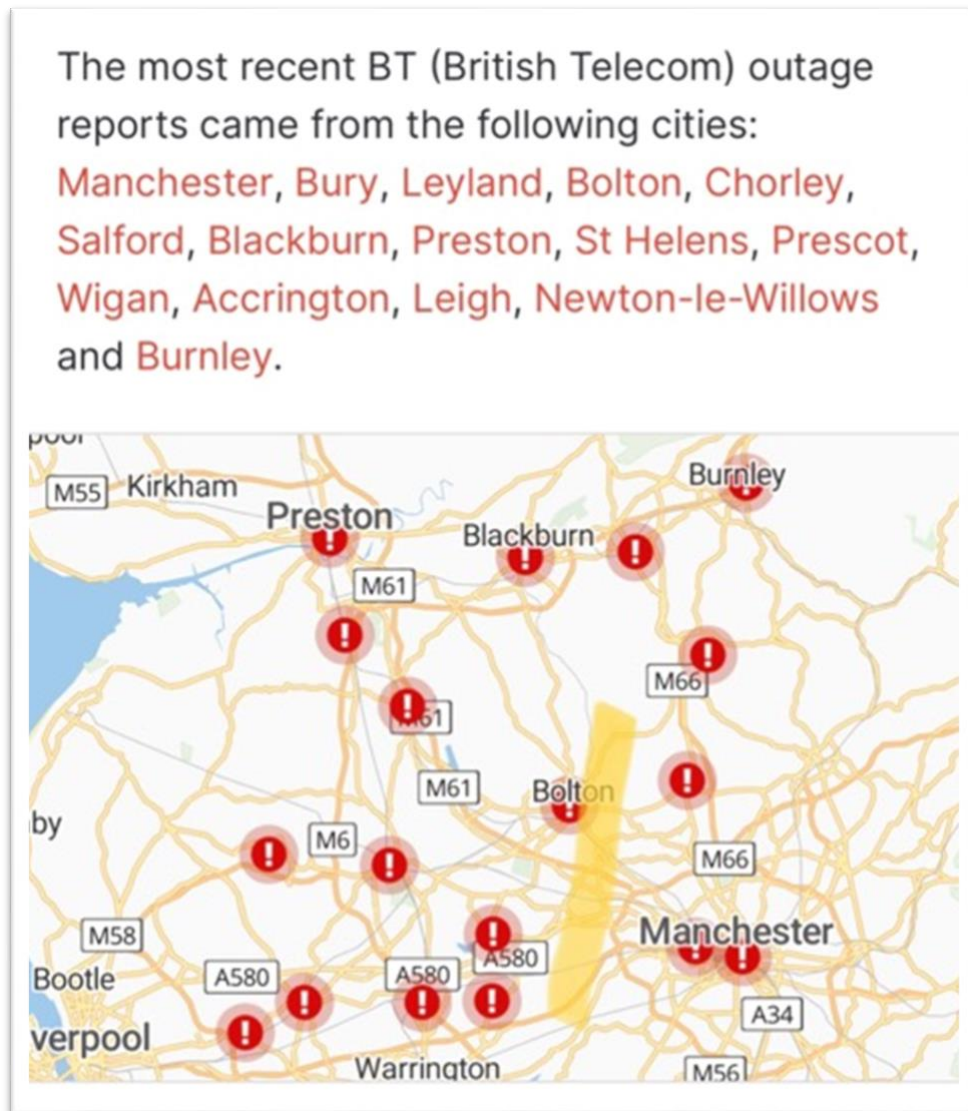 The most recent BT (British Telecom) outage
reports came from the following cities:
Manchester, Bury, Leyland, Bolton, Chorley,
Salford, Blackburn, Preston, St Helens, Prescot,
Wigan, Accrington, Leigh, Newton-le-Willows
and Burnley.
M55 Kirkham
Burnley
Preston
Blackburn
M61
M66
M61
Bolton
by
M6
M66
M58
Manchester
A580
Bootle
A580
A580
A34
verpool
Warrington
M56